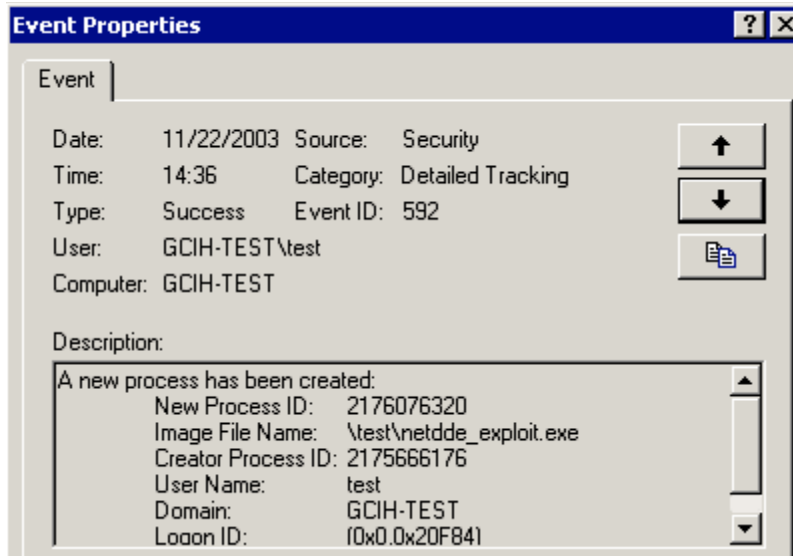 Event Properties
Event
Date: 11/22/2003 Source: Security
Time: 14:36 Category: Detailed Tracking
Type: Success Event ID: 592
User: GCIH-TEST\test
Computer: GCIH-TEST
Description:
A new process has been created:
New Process ID: 2176076320
Image File Name: \test\netdde_exploit.exe
Creator Process ID: 2175666176
User Name: test
Domain: GCIH-TEST
Logon ID: (0x0,0x20F84)